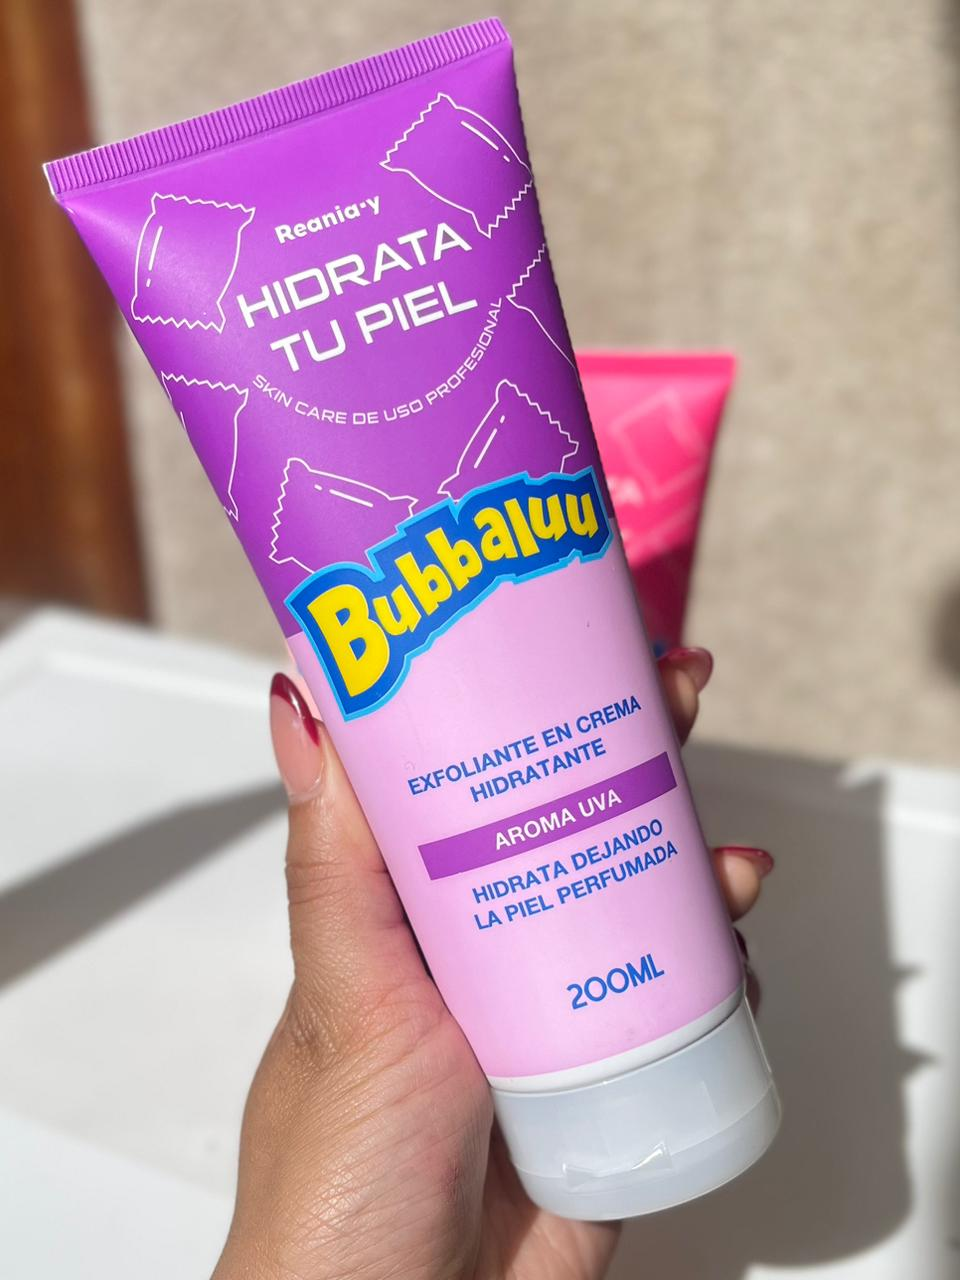 Reania·y
HIDRATA
TU PIEL
SKIN CARE DE USO PROFESIONAL
Bubbaluu
EXFOLIANTE EN CREMA
HIDRATANTE
AROMA UVA
HIDRATA DEJANDO
LA PIEL PERFUMADA
200ML